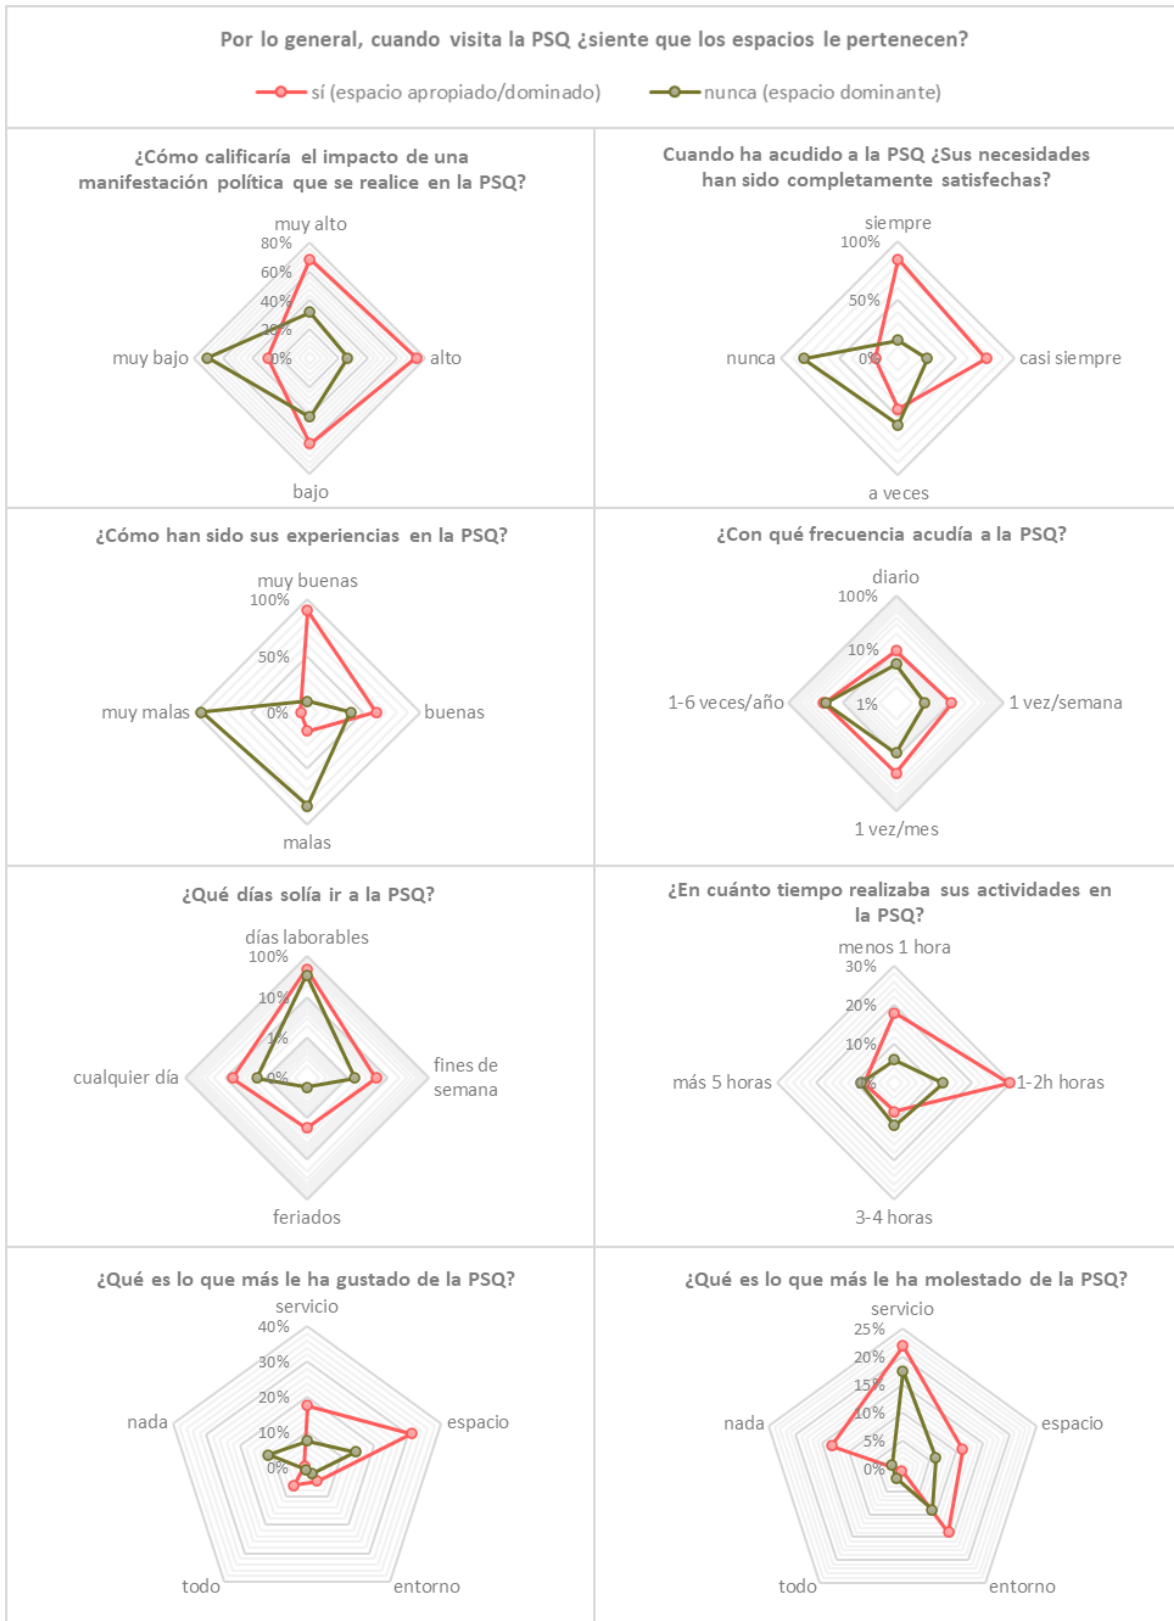 Por lo general, cuando visita la PSQ ¿siente que los espacios le pertenecen?
sí (espacio apropiado/dominado)
nunca (espacio dominante)
¿Cómo calificaría el impacto de una
manifestación política que se realice en la PSQ?
muy alto
80%
60%
40%
20%
0%
muy bajo
alto
bajo
Cuando ha acudido a la PSQ ¿Sus necesidades
han sido completamente satisfechas?
siempre
100%
50%
0%
nunca
casi siempre
a veces
¿Cómo han sido sus experiencias en la PSQ?
muy buenas
100%
50%
0%
muy malas
buenas
malas
¿Con qué frecuencia acudía a la PSQ?
diario
100%
10%
1%
1-6 veces/año
1 vez/semana
1 vez/mes
¿Qué días solía ir a la PSQ?
días laborables
100%
10%
1%
0%
cualquier día
fines de
semana
feriados
¿En cuánto tiempo realizaba sus actividades en
la PSQ?
menos 1 hora
30%
20%
10%
0%
más 5 horas
1-2h horas
3-4 horas
¿Qué es lo que más le ha gustado de la PSQ?
servicio
40%
30%
20%
10%
0%
nada
espacio
todo
entorno
¿Qué es lo que más le ha molestado de la PSQ?
servicio
25%
20%
15%
10%
5%
0%
nada
espacio
todo
entorno